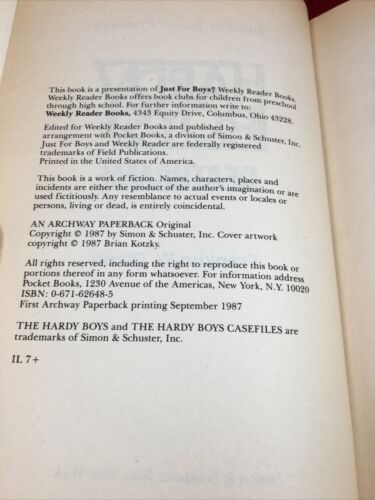 This book is a presentation of Just For Boys® Weekly Reader Books.
Weekly Reader Books offers book clubs for children from preschool
through high school. For further information write to:
Weekly Reader Books, 4343 Equity Drive, Columbus, Ohio 43228.
Edited for Weekly Reader Books and published by
arrangement with Pocket Books, a division of Simon & Schuster, Inc.
Just For Boys and Weekly Reader are federally registered
trademarks of Field Publications.
Printed in the United States of America.
This book is a work of fiction. Names, characters, places and
incidents are either the product of the author's imagination or are
used fictitiously. Any resemblance to actual events or locales or
persons, living or dead, is entirely coincidental.
AN ARCHWAY PAPERBACK Original
Copyright © 1987 by Simon & Schuster, Inc. Cover artwork
copyright © 1987 Brian Kotzky.
All rights reserved, including the right to reproduce this book or
portions thereof in any form whatsoever. For information address
Pocket Books, 1230 Avenue of the Americas, New York, N.Y. 10020
ISBN: 0-671-62648-5
First Archway Paperback printing September 1987
THE HARDY BOYS and THE HARDY BOYS CASEFILES are
trademarks of Simon & Schuster, Inc.
IL 7+